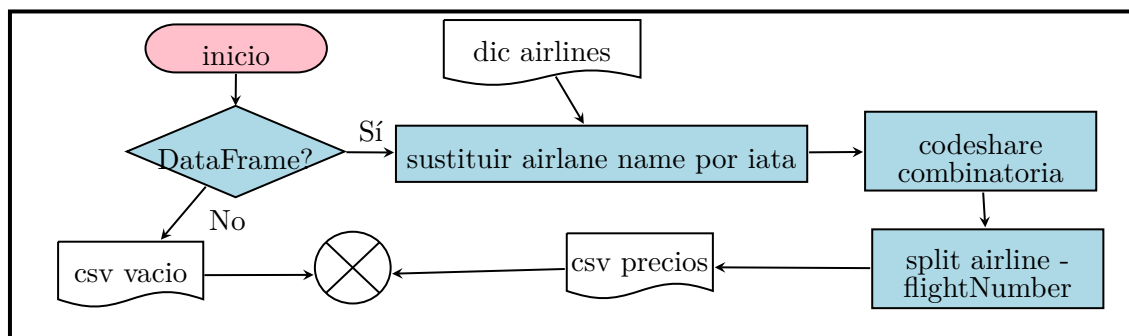 inicio
dic airlines
DataFrame?
Sí
sustituir airlane name por iata
codeshare
combinatoria
No
csv vacio
csv precios
split airline -
flightNumber